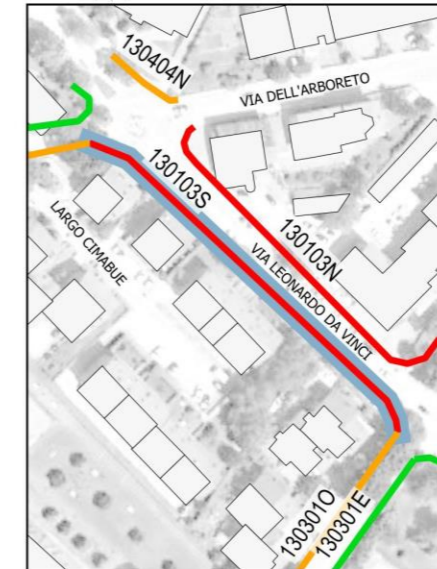 130404N
VIA DELL'ARBORETO
130103S
130103N
LARGO CIMABUE
VIA LEONARDO DA VINCI
130301O
130301E